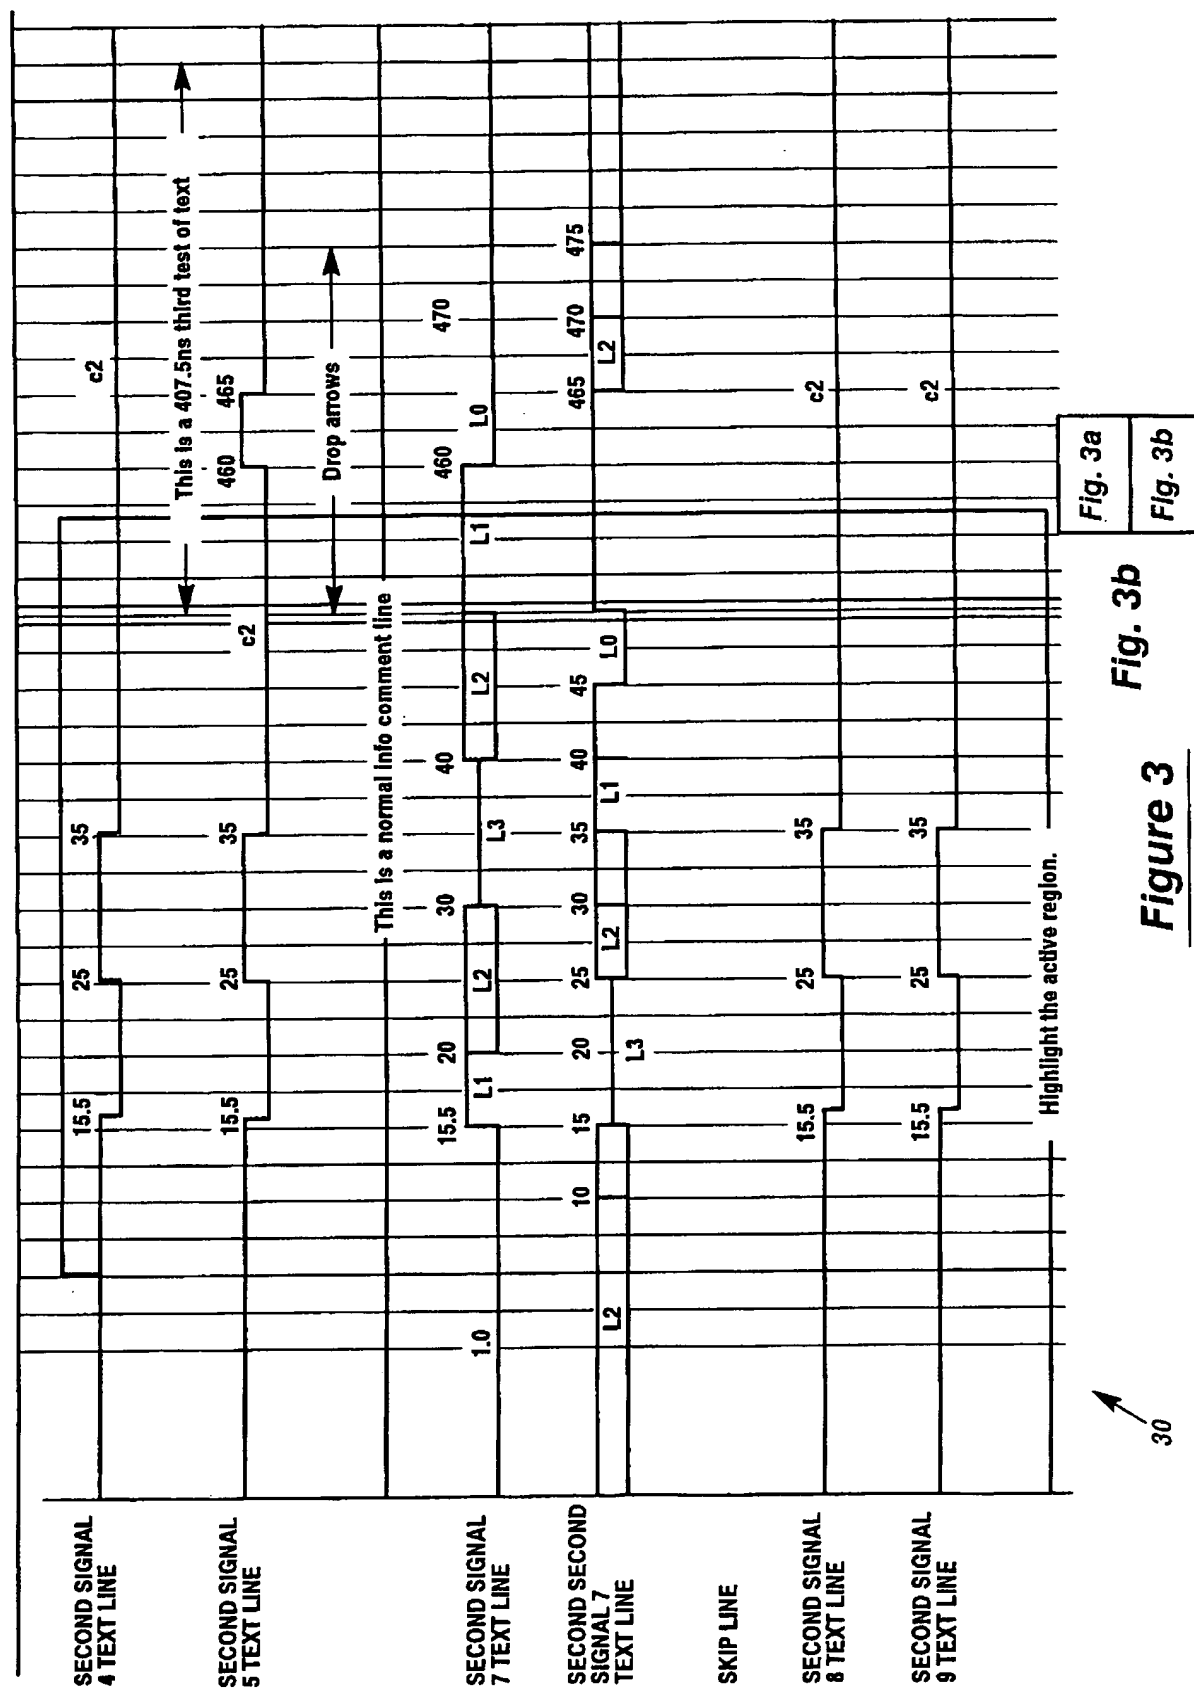 SECOND SIGNAL
4 TEXT LINE
15.5
25
35
c2
This is a 407.5ns third test of text
SECOND SIGNAL
5 TEXT LINE
15.5
25
35
c2
460
465
Drop arrows
This is a normal info comment line
SECOND SIGNAL
7 TEXT LINE
1.0
15.5
L1
20
L2
30
L3
40
L2
L1
460
L0
470
SECOND SECOND
SIGNAL 7
TEXT LINE
L2
10
15
20
L3
25
L2
30
35
L1
40
45
L0
465
L2
470
475
SKIP LINE
SECOND SIGNAL
8 TEXT LINE
15.5
25
35
c2
SECOND SIGNAL
9 TEXT LINE
15.5
25
35
c2
Highlight the active region.
30
Figure 3
Fig. 3b
Fig. 3a
Fig. 3b